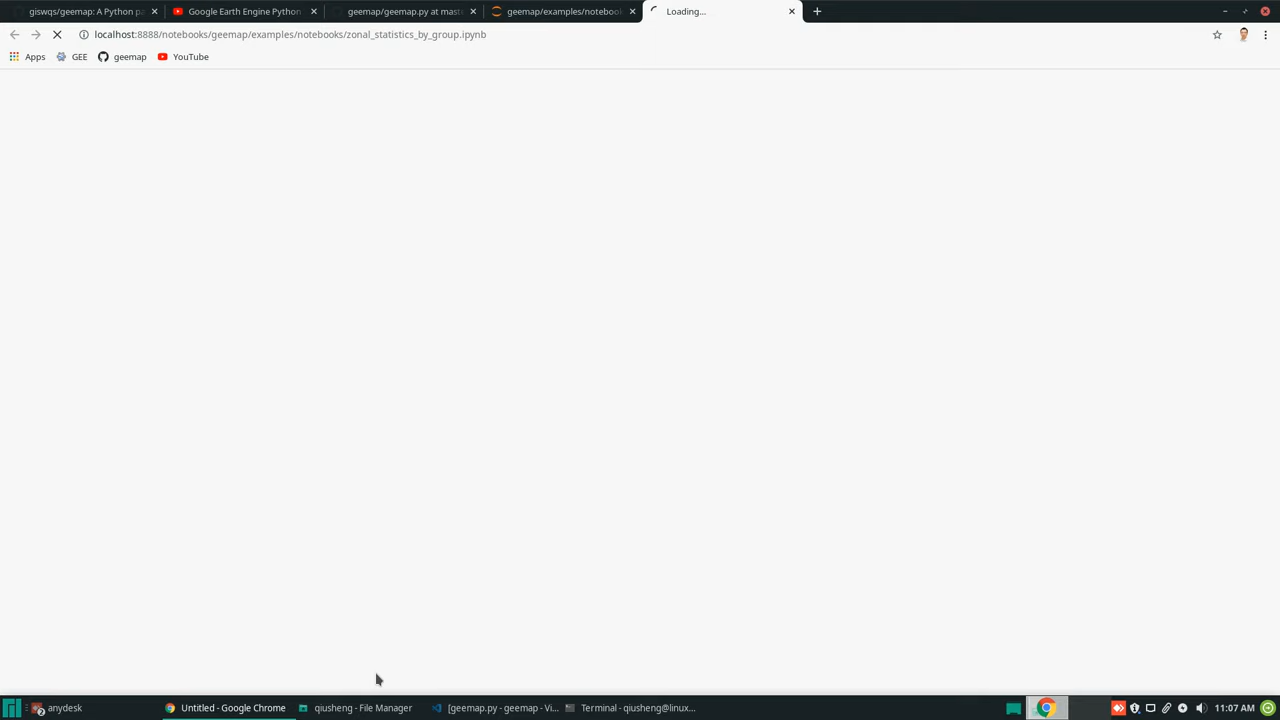 giswqs/geemap: A Python pa
Google Earth Engine Python
geemap/geemap.py at mast
geemap/examples/notebook
Loading...
localhost:8888/notebooks/geemap/examples/notebooks/zonal_statistics_by_group.ipynb
Apps GEE geemap YouTube
anydesk
Untitled - Google Chrome
qiusheng - File Manager
[geemap.py - geemap - Vi...
Terminal - qiusheng@linux...
11:07 AM